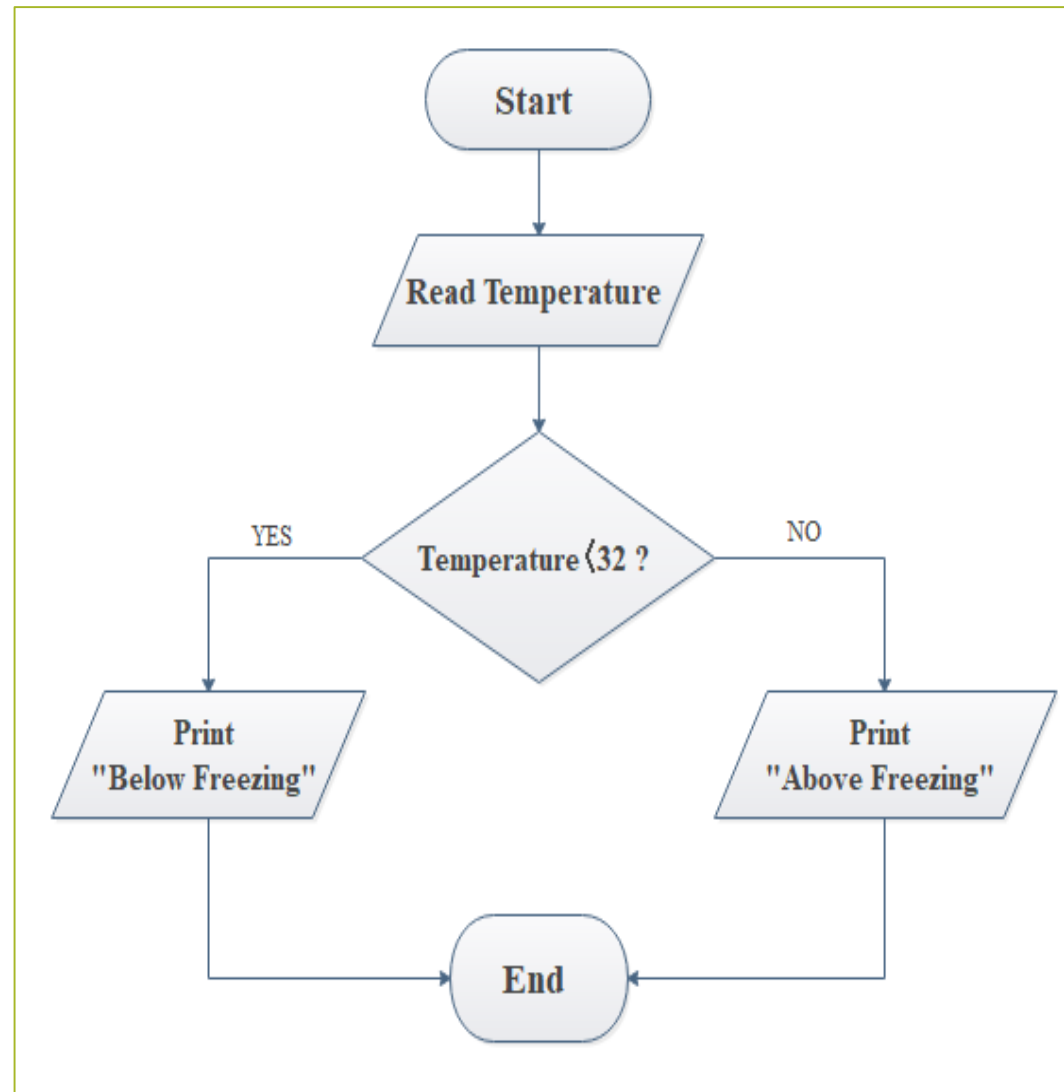 Start
Read Temperature
YES
Temperature〈32 ?
NO
Print
"Below Freezing"
Print
"Above Freezing"
End